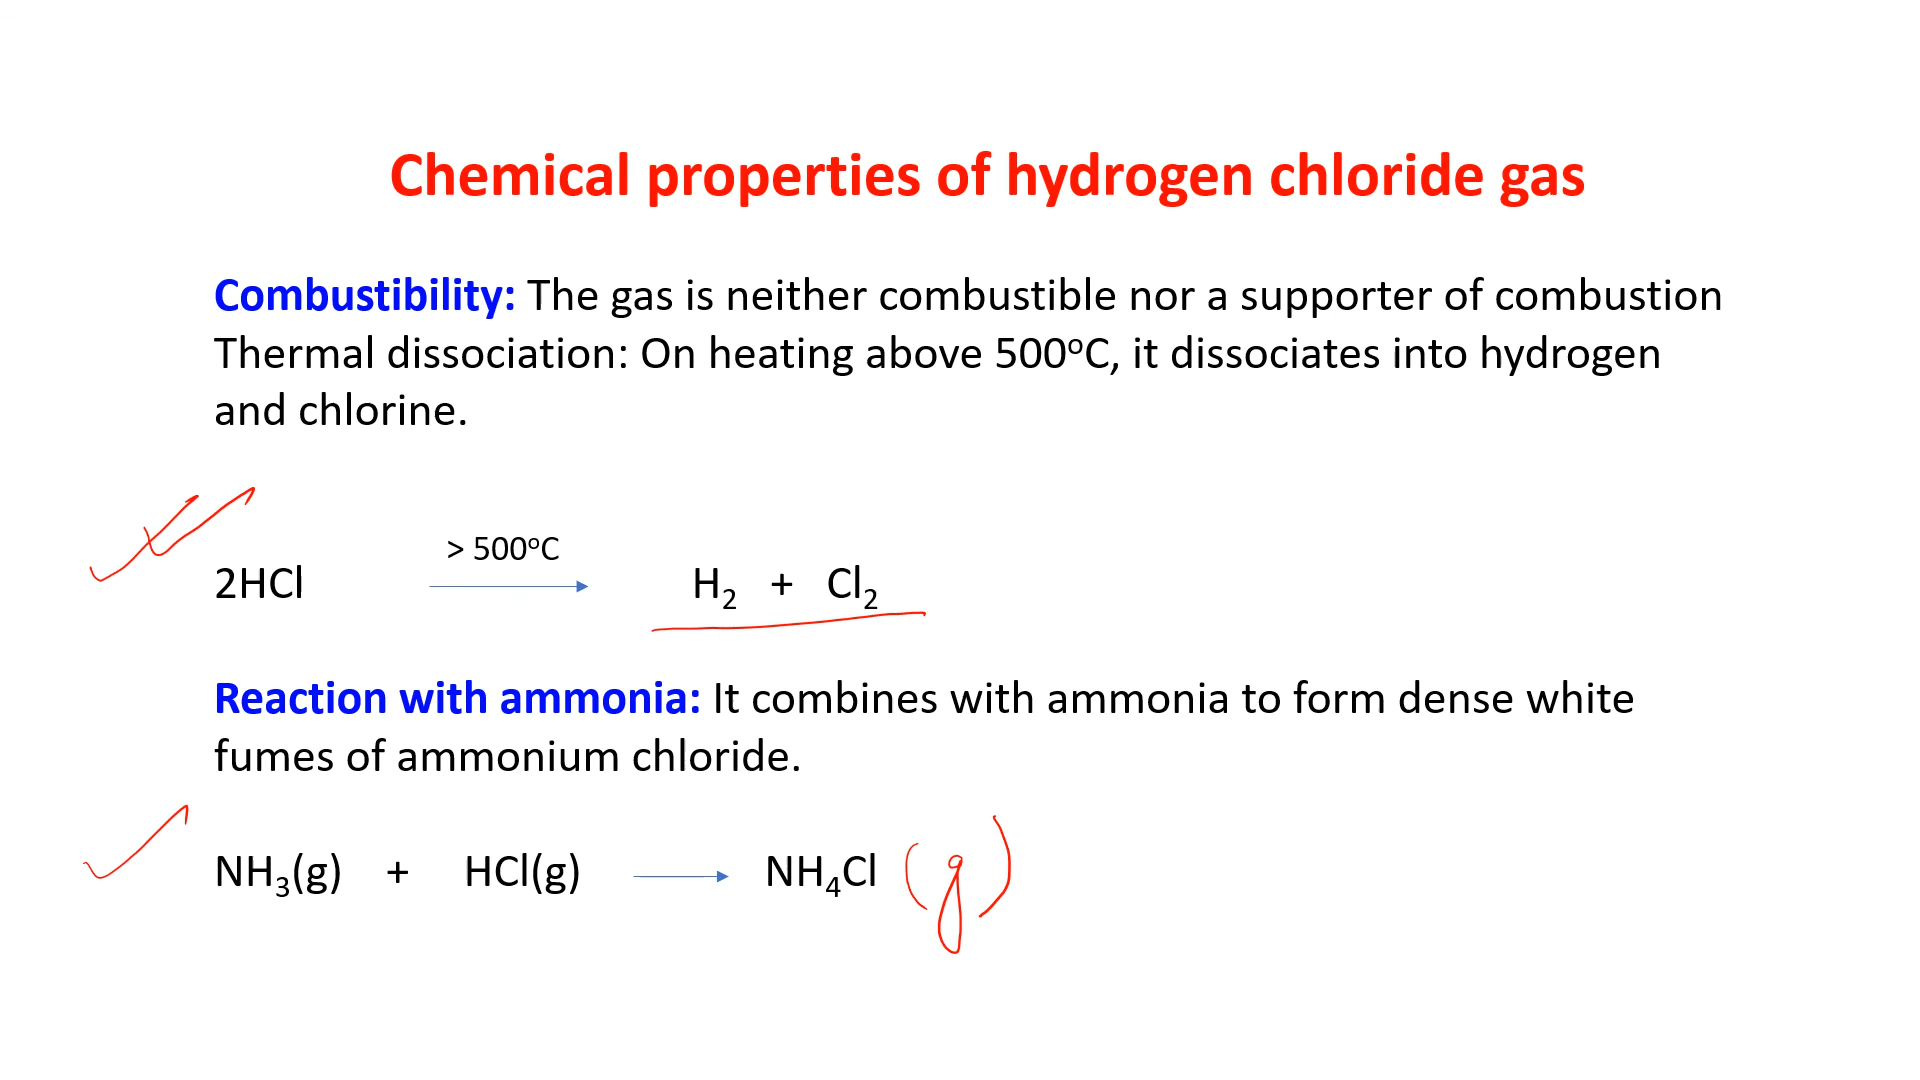 Chemical properties of hydrogen chloride gas
Combustibility: The gas is neither combustible nor a supporter of combustion
Thermal dissociation: On heating above 500ºC, it dissociates into hydrogen
and chlorine.
> 500ºC
2HCl H₂ + Cl₂
Reaction with ammonia: It combines with ammonia to form dense white
fumes of ammonium chloride.
NH₃(g) + HCl(g) → NH₄Cl (g)